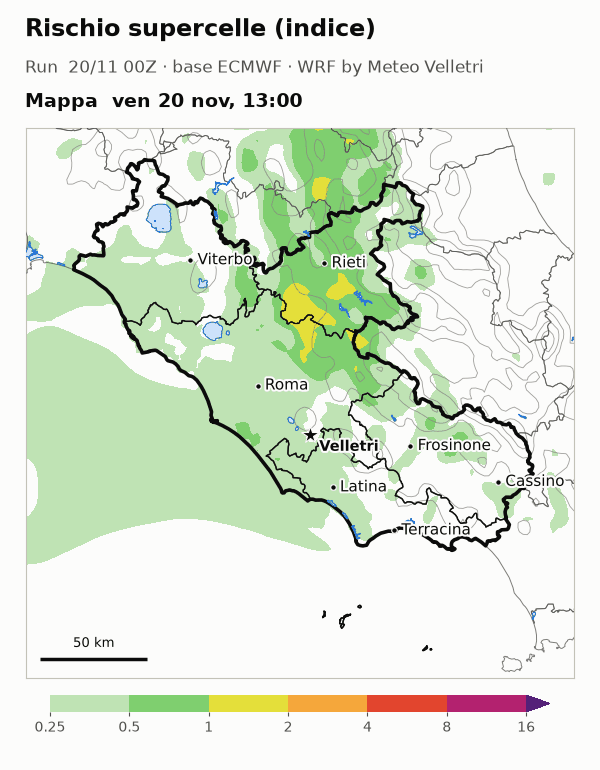 Rischio supercelle (indice)
Run  20/11 00Z · base ECMWF · WRF by Meteo Velletri
Mappa  ven 20 nov, 13:00
Viterbo
Rieti
Roma
Velletri
Frosinone
Latina
Cassino
Terracina
50 km
0.25 0.5 1 2 4 8 16